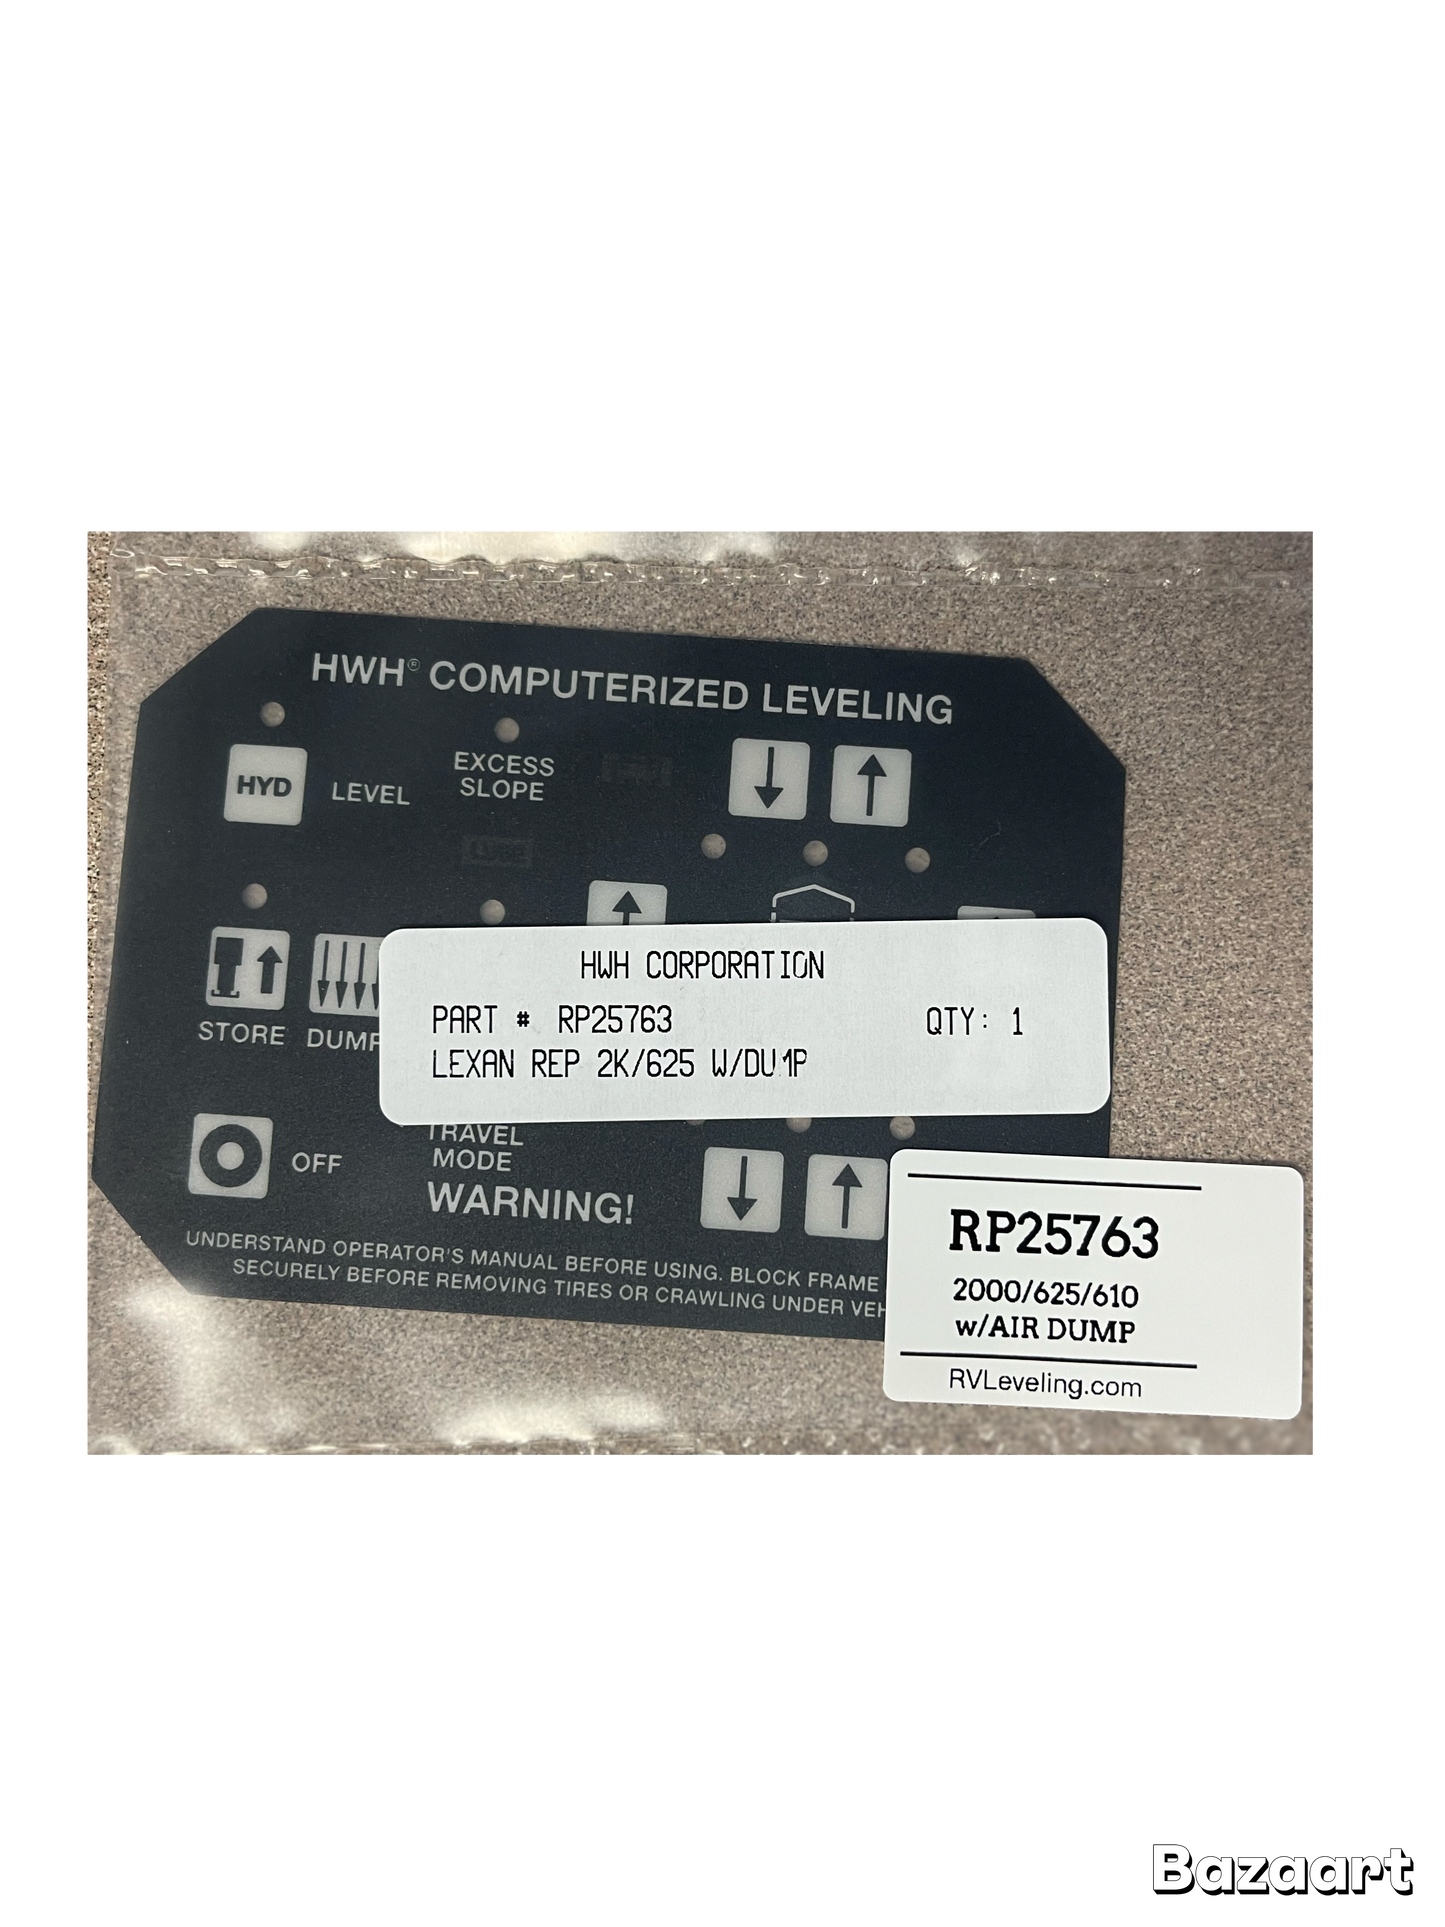 HWH® COMPUTERIZED LEVELING
HYD
LEVEL
EXCESS
SLOPE
STORE
DUMP
HWH CORPORATION
PART # RP25763 QTY: 1
LEXAN REP 2K/625 W/DUMP
OFF
TRAVEL
MODE
WARNING!
UNDERSTAND OPERATOR'S MANUAL BEFORE USING. BLOCK FRAME
SECURELY BEFORE REMOVING TIRES OR CRAWLING UNDER VEH
RP25763
2000/625/610
w/AIR DUMP
RVLeveling.com
Bazaart